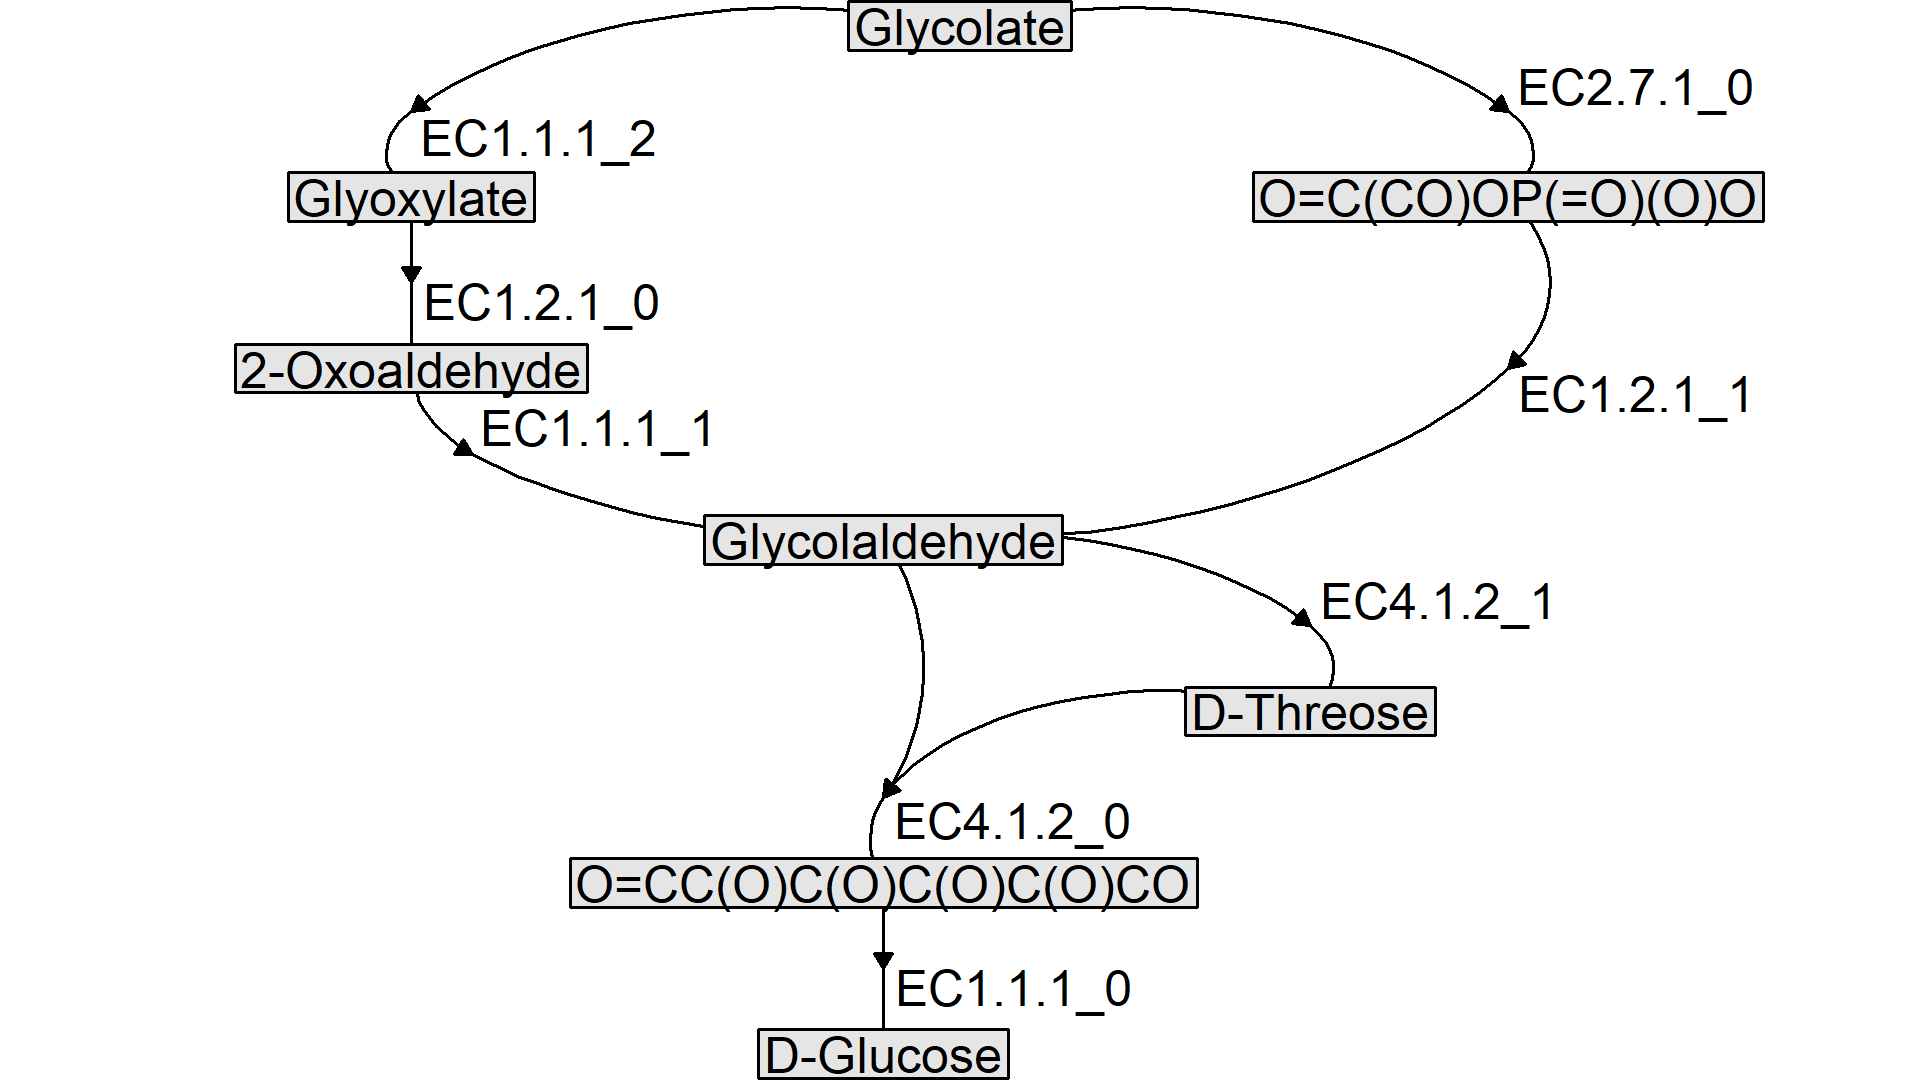 Glycolate
EC2.7.1_0
EC1.1.1_2
Glyoxylate
O=C(CO)OP(=O)(O)O
EC1.2.1_0
2-Oxoaldehyde
EC1.2.1_1
EC1.1.1_1
Glycolaldehyde
EC4.1.2_1
D-Threose
EC4.1.2_0
O=CC(O)C(O)C(O)C(O)CO
EC1.1.1_0
D-Glucose